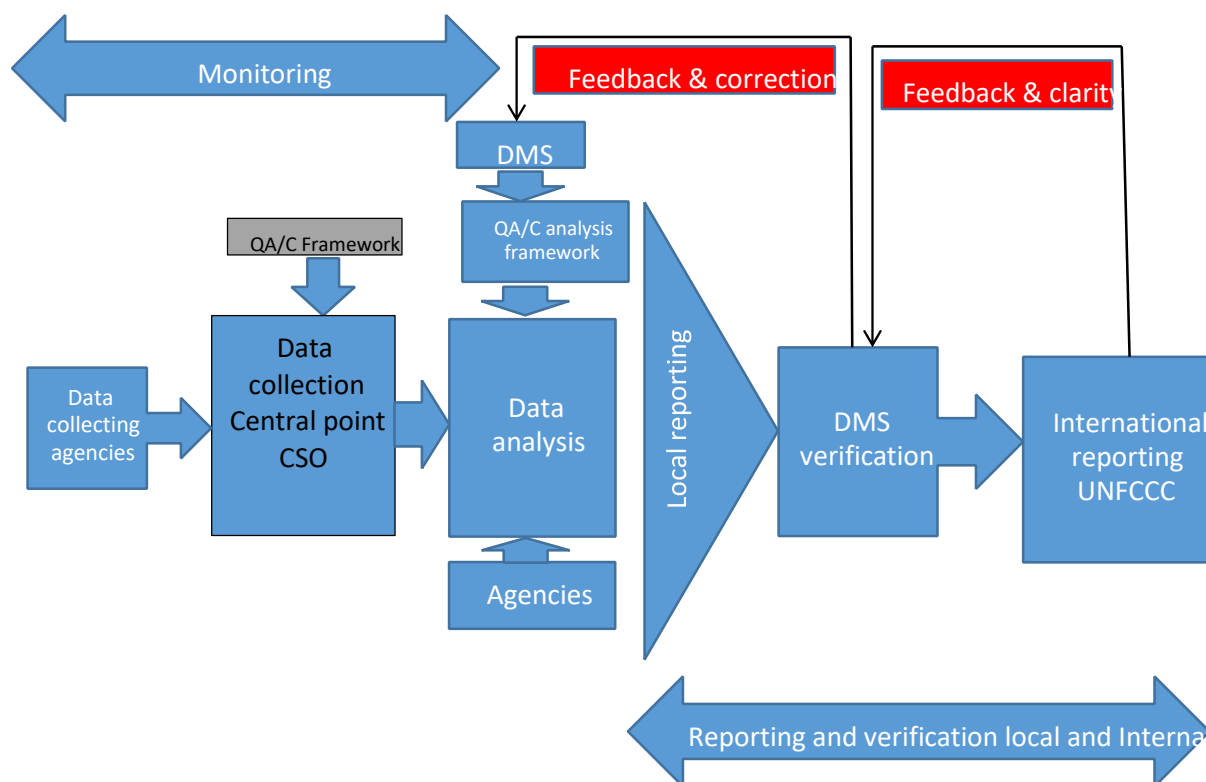 Monitoring
Feedback & correction
Feedback & clarity
DMS
QA/C Framework
QA/C analysis
framework
Data
collecting
agencies
Data
collection
Central point
CSO
Data
analysis
Agencies
Local reporting
DMS
verification
International
reporting
UNFCCC
Reporting and verification local and Interna